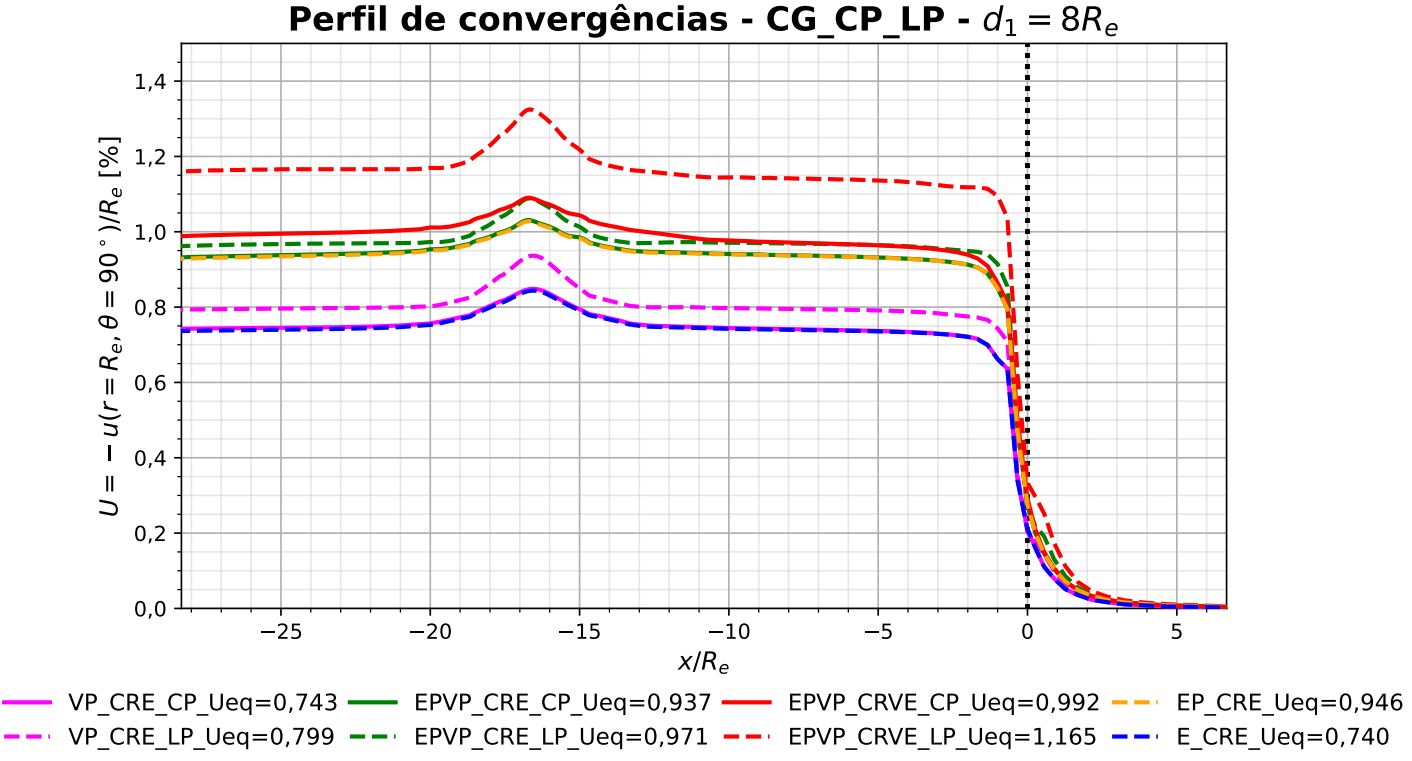 Perfil de convergências - CG_CP_LP - d₁ = 8Rₑ
U = − u(r = Rₑ, θ = 90°)/Rₑ [%]
1,4
1,2
1,0
0,8
0,6
0,4
0,2
0,0
−25 −20 −15 −10 −5 0 5
x/Rₑ
VP_CRE_CP_Ueq=0,743 EPVP_CRE_CP_Ueq=0,937 EPVP_CRVE_CP_Ueq=0,992 EP_CRE_Ueq=0,946
VP_CRE_LP_Ueq=0,799 EPVP_CRE_LP_Ueq=0,971 EPVP_CRVE_LP_Ueq=1,165 E_CRE_Ueq=0,740